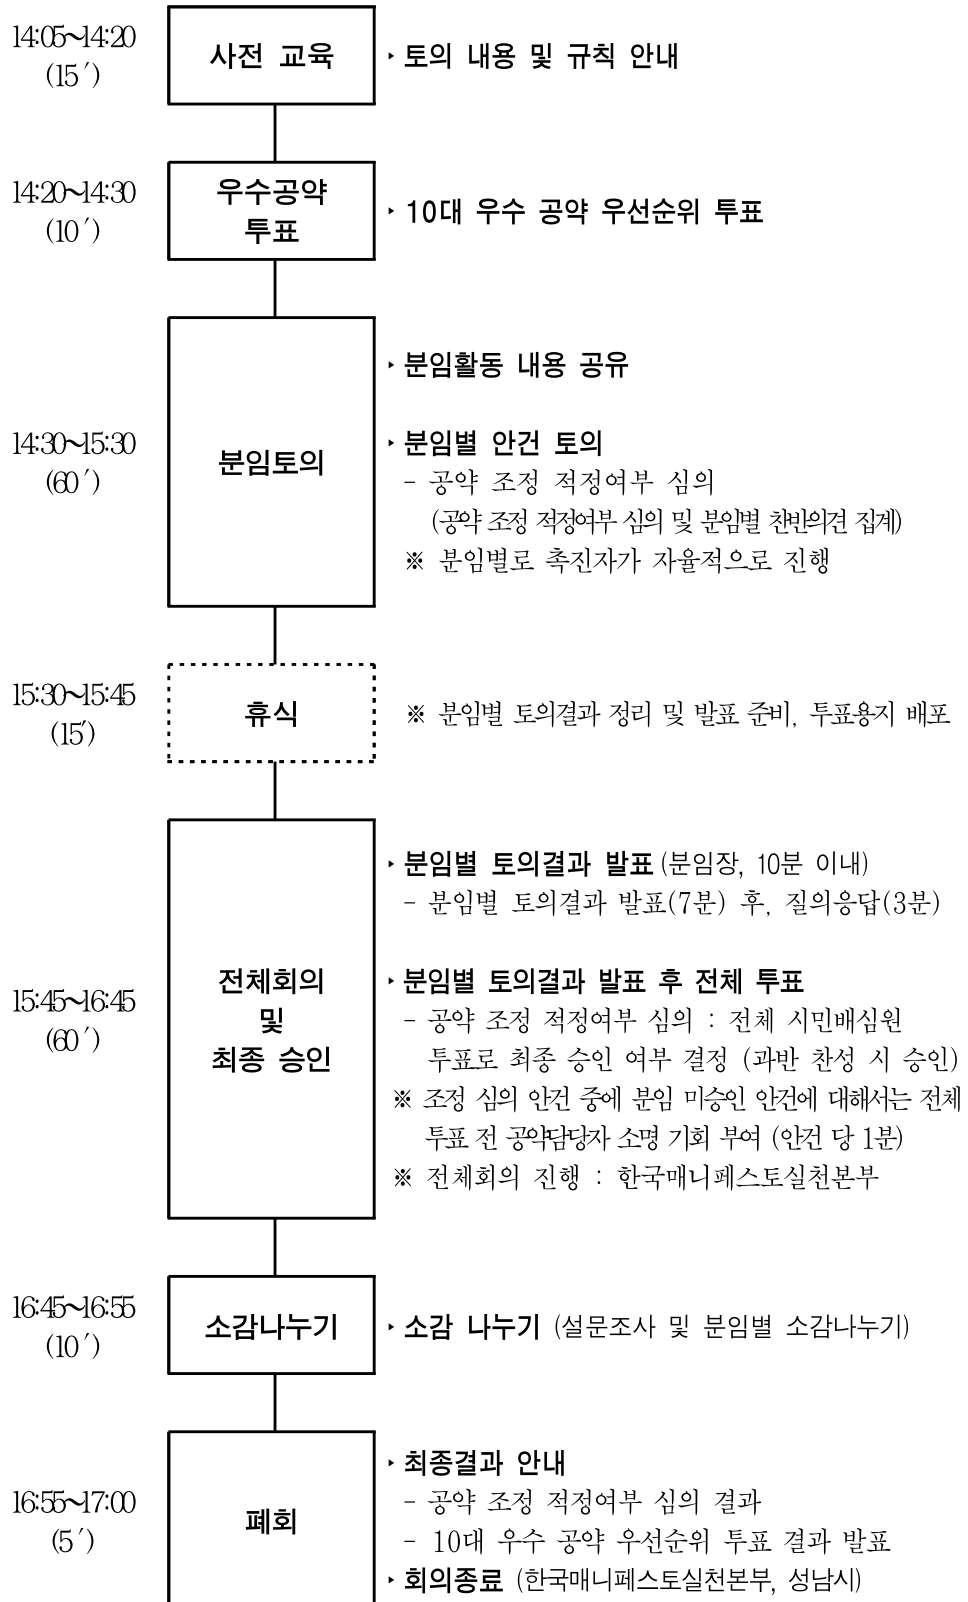 14:05~14:20
(15′)
사전 교육
‣ 토의 내용 및 규칙 안내
14:20~14:30
(10′)
우수공약
투표
‣ 10대 우수 공약 우선순위 투표
14:30~15:30
(60′)
분임토의
‣ 분임활동 내용 공유
‣ 분임별 안건 토의
- 공약 조정 적정여부 심의
(공약 조정 적정여부 심의 및 분임별 찬반의견 집계)
※ 분임별로 촉진자가 자율적으로 진행
15:30~15:45
(15′)
휴식
※ 분임별 토의결과 정리 및 발표 준비, 투표용지 배포
15:45~16:45
(60′)
전체회의
및
최종 승인
‣ 분임별 토의결과 발표 (분임장, 10분 이내)
- 분임별 토의결과 발표(7분) 후, 질의응답(3분)
‣ 분임별 토의결과 발표 후 전체 투표
- 공약 조정 적정여부 심의 : 전체 시민배심원
투표로 최종 승인 여부 결정 (과반 찬성 시 승인)
※ 조정 심의 안건 중에 분임 미승인 안건에 대해서는 전체
투표 전 공약담당자 소명 기회 부여 (안건 당 1분)
※ 전체회의 진행 : 한국매니페스토실천본부
16:45~16:55
(10′)
소감나누기
‣ 소감 나누기 (설문조사 및 분임별 소감나누기)
16:55~17:00
(5′)
폐회
‣ 최종결과 안내
- 공약 조정 적정여부 심의 결과
- 10대 우수 공약 우선순위 투표 결과 발표
‣ 회의종료 (한국매니페스토실천본부, 성남시)